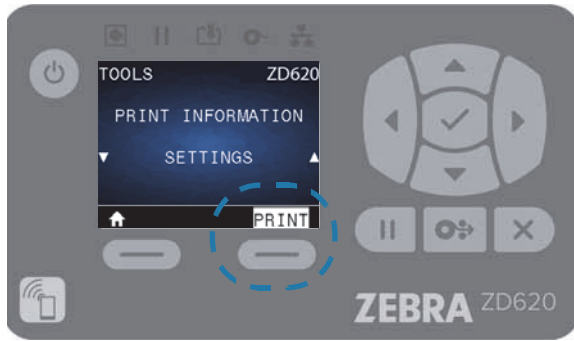 TOOLS ZD620
PRINT INFORMATION
SETTINGS
PRINT
ZEBRA ZD620